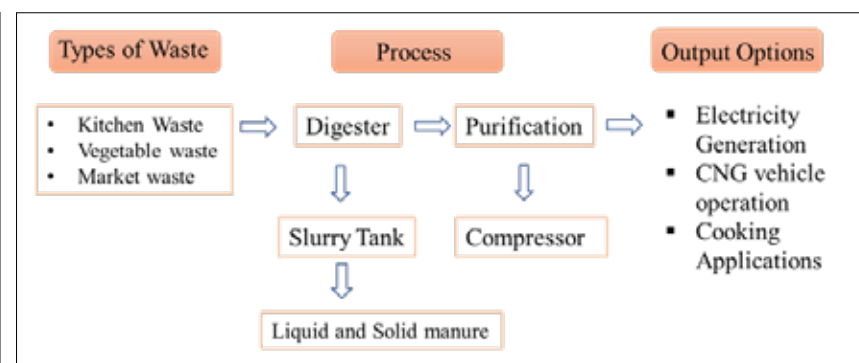 Types of Waste
Process
Output Options
• Kitchen Waste
• Vegetable waste
• Market waste
Digester
Purification
▪ Electricity
Generation
▪ CNG vehicle
operation
▪ Cooking
Applications
Slurry Tank
Compressor
Liquid and Solid manure